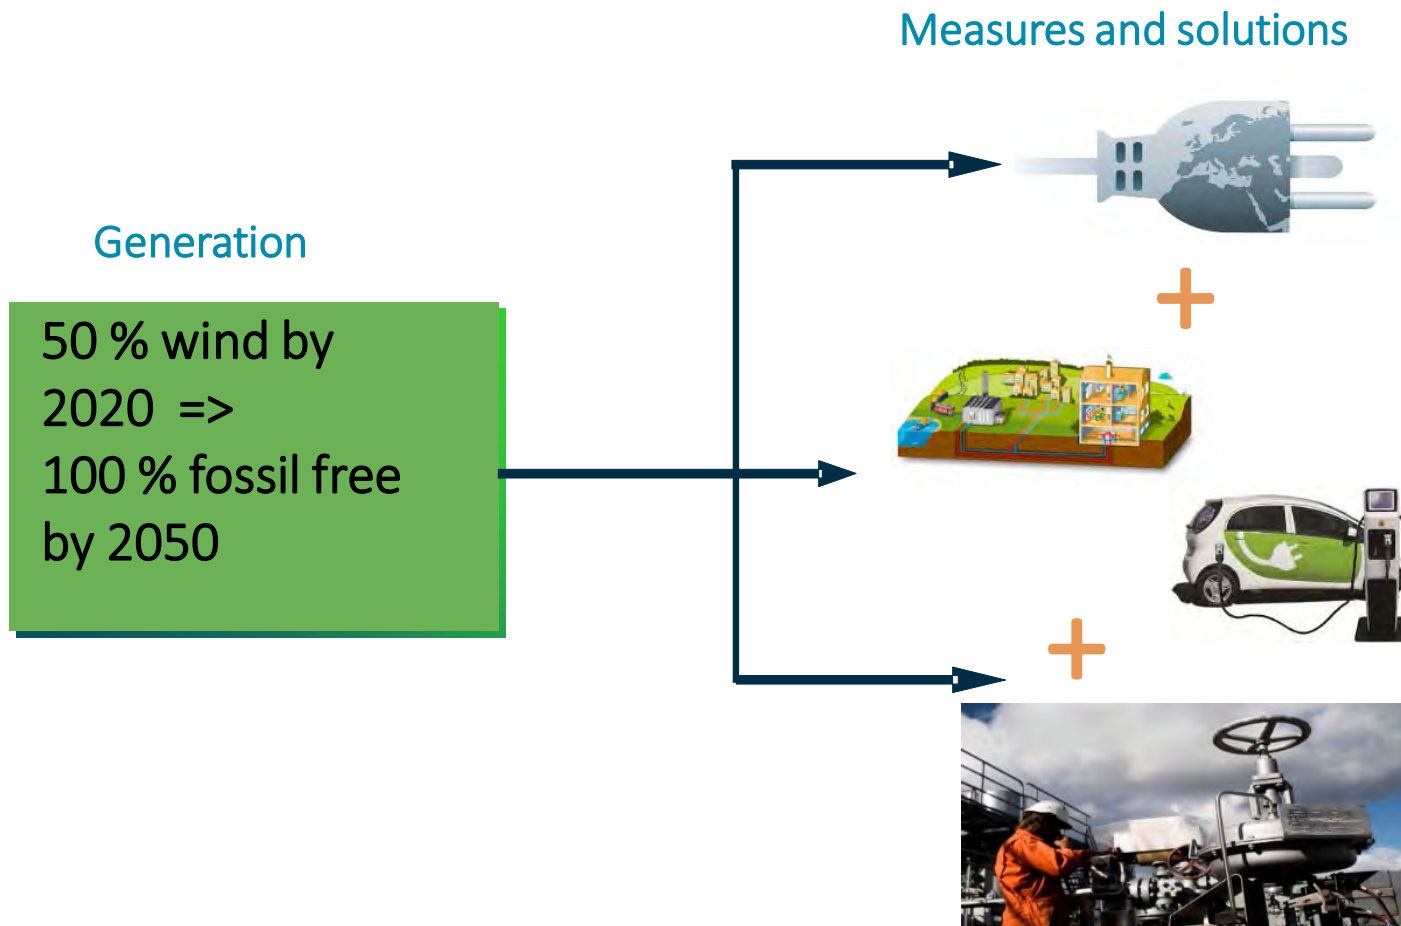 Measures and solutions
Generation
50 % wind by
2020 =>
100 % fossil free
by 2050